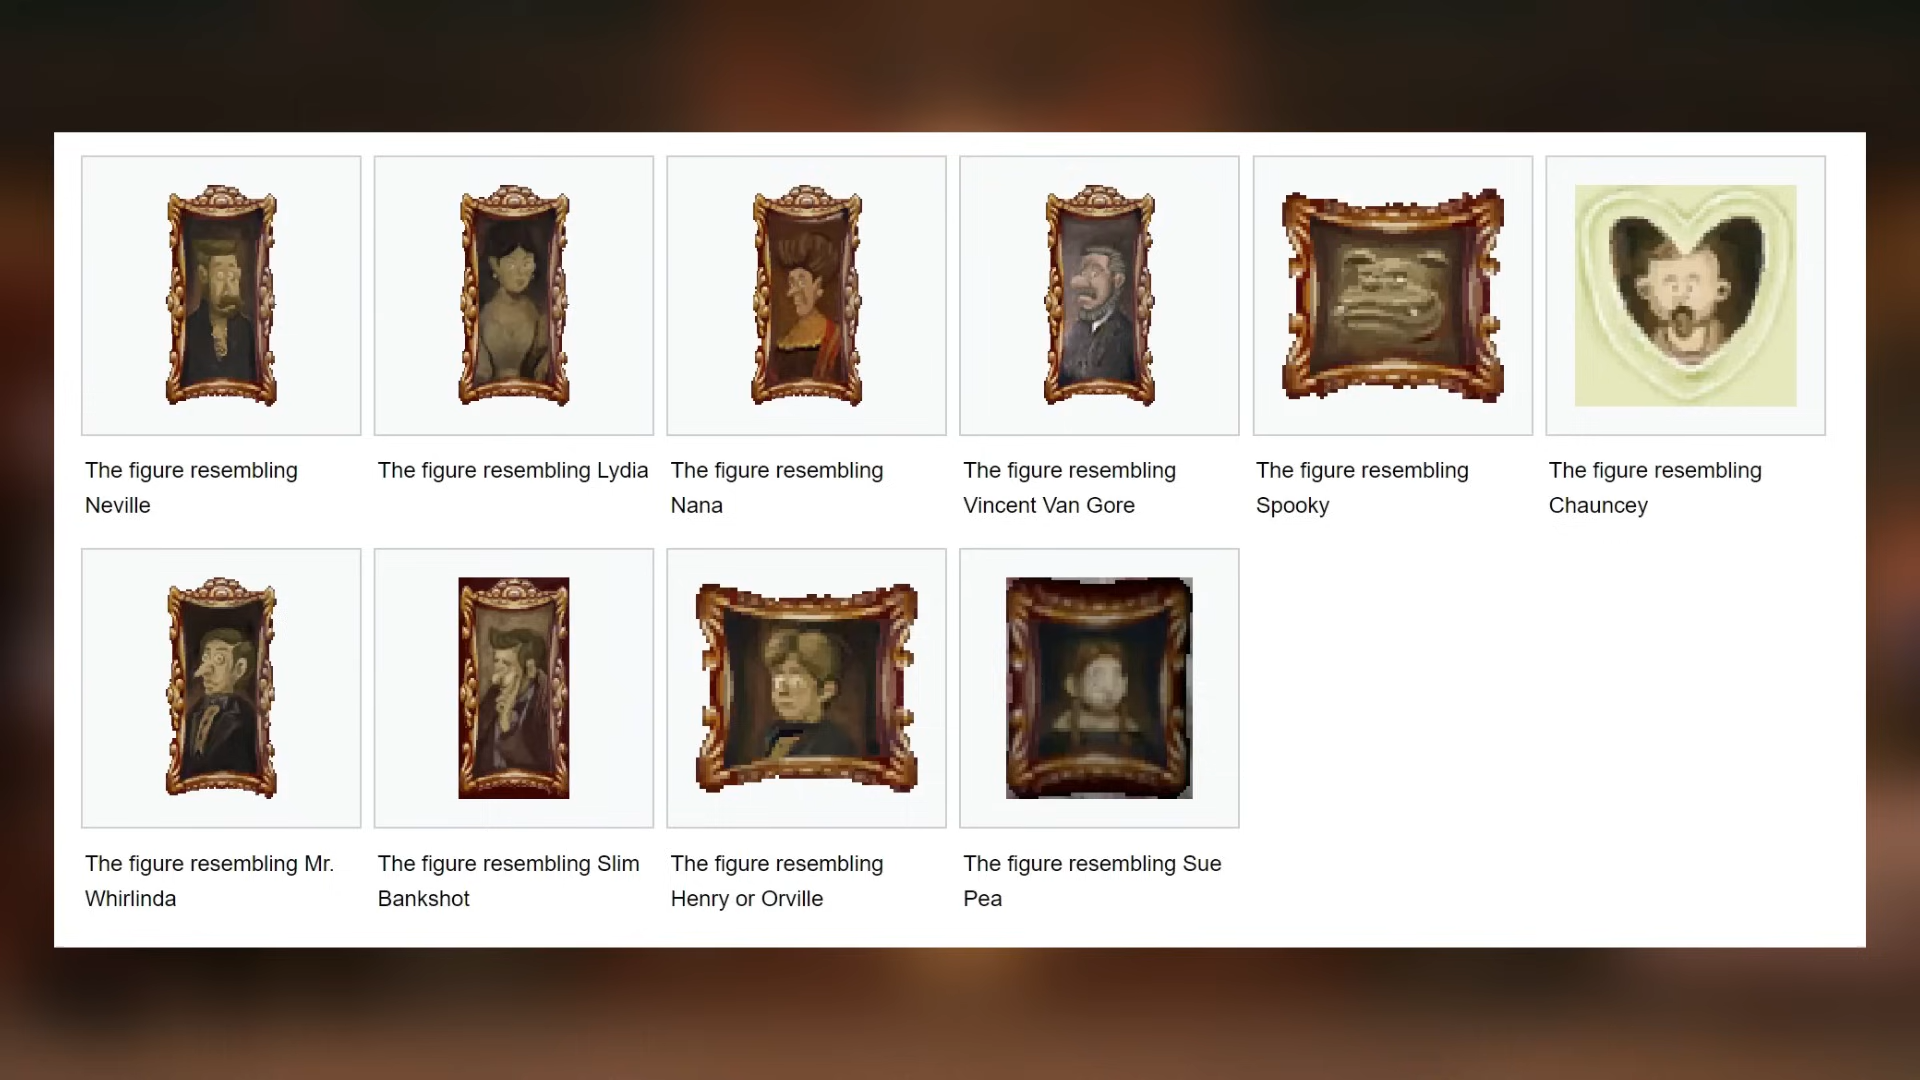 The figure resembling
Neville
The figure resembling Lydia
The figure resembling
Nana
The figure resembling
Vincent Van Gore
The figure resembling
Spooky
The figure resembling
Chauncey
The figure resembling Mr.
Whirlinda
The figure resembling Slim
Bankshot
The figure resembling
Henry or Orville
The figure resembling Sue
Pea